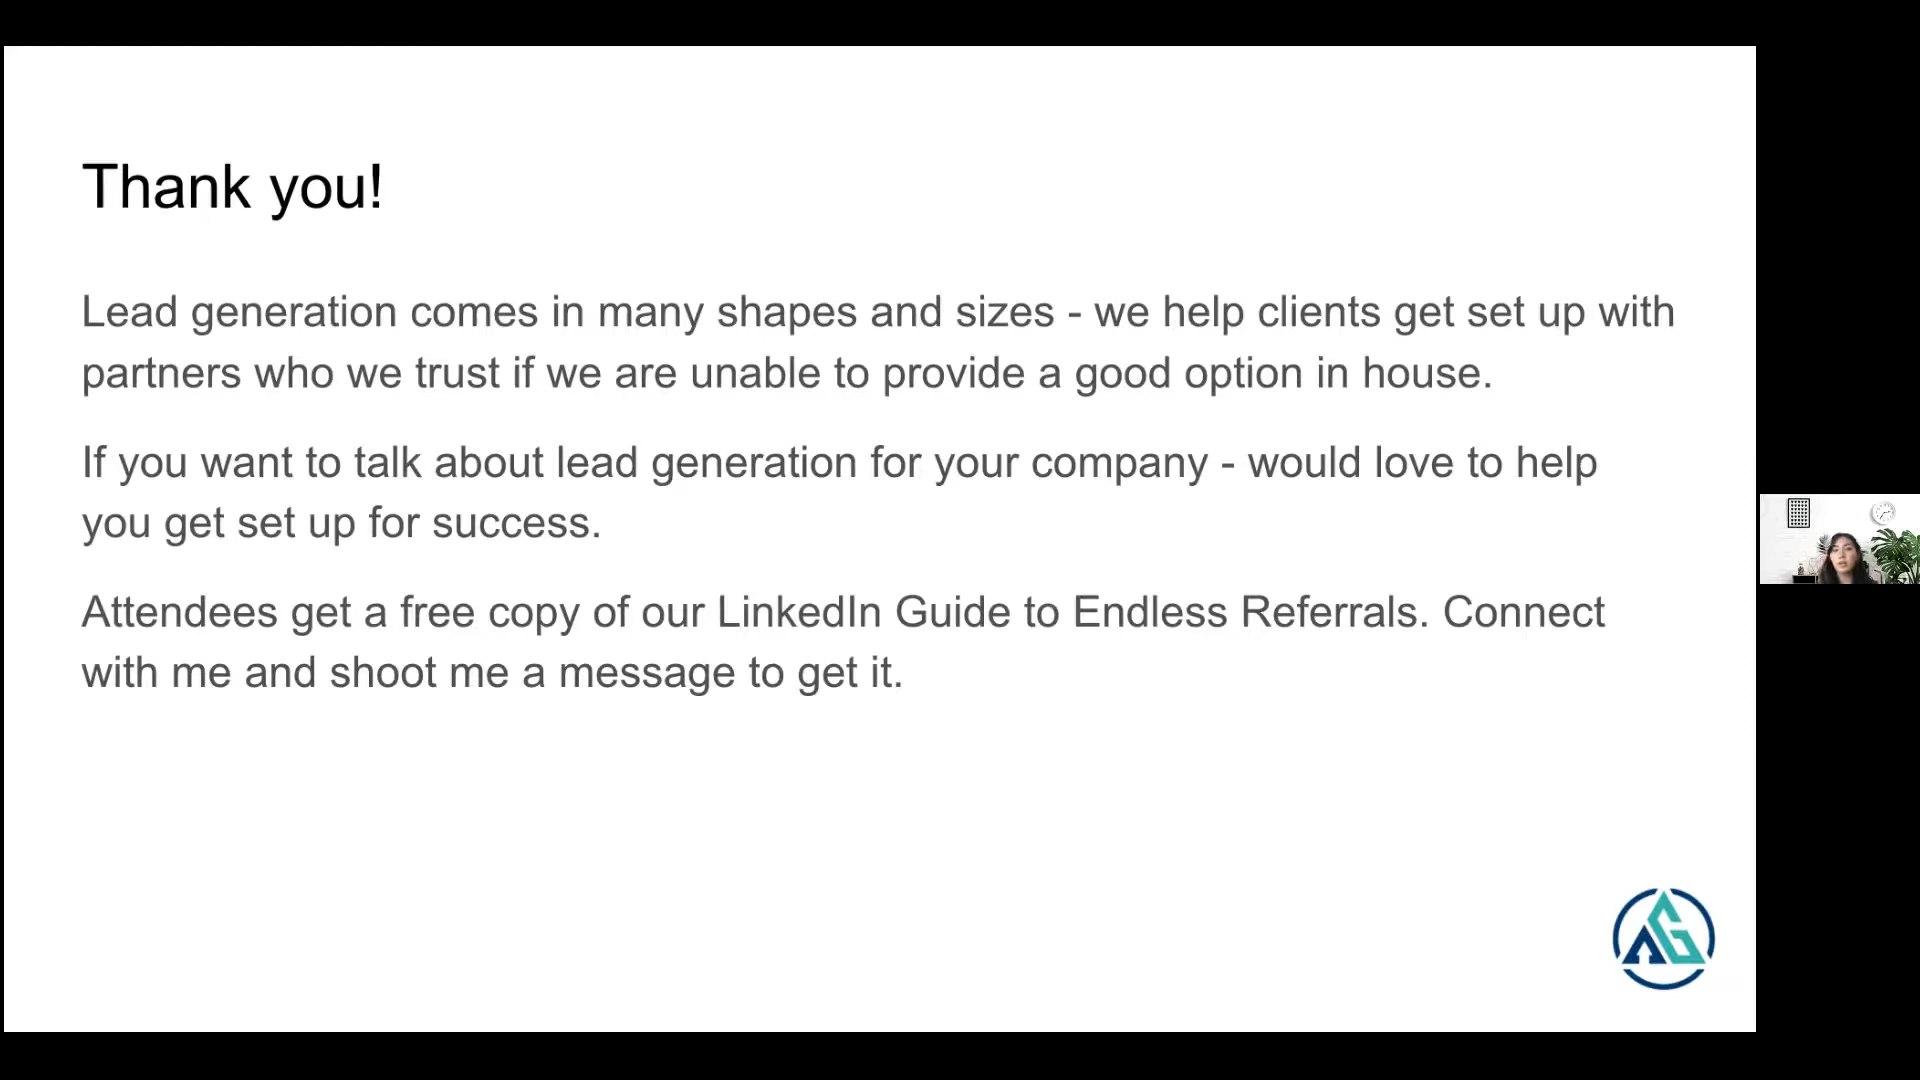 Thank you!
Lead generation comes in many shapes and sizes - we help clients get set up with
partners who we trust if we are unable to provide a good option in house.
If you want to talk about lead generation for your company - would love to help
you get set up for success.
Attendees get a free copy of our LinkedIn Guide to Endless Referrals. Connect
with me and shoot me a message to get it.
AG